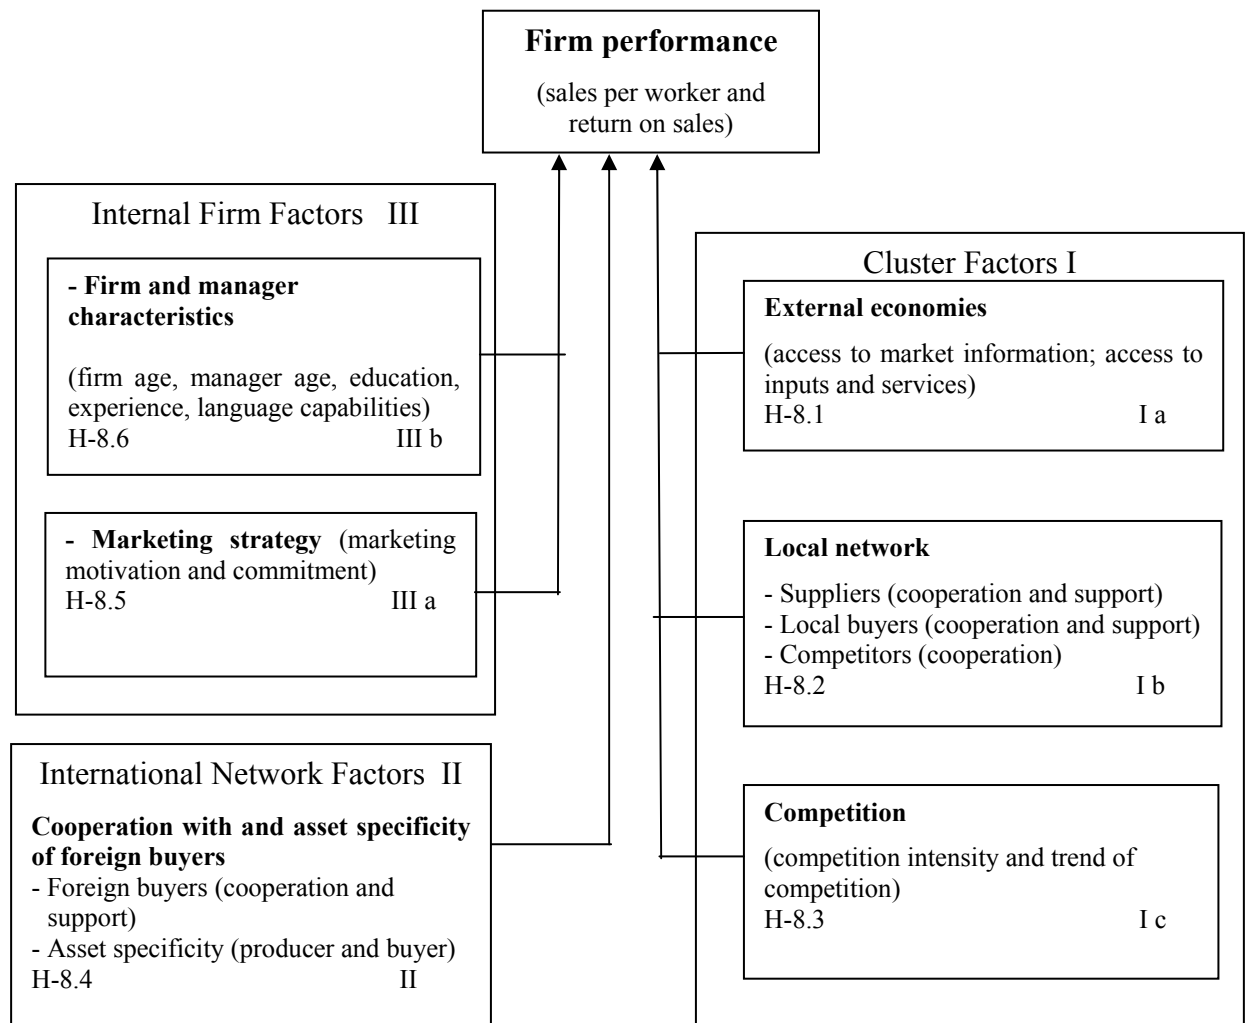 Firm performance
(sales per worker and
return on sales)
Internal Firm Factors III
- Firm and manager
characteristics
(firm age, manager age, education,
experience, language capabilities)
H-8.6 III b
- Marketing strategy (marketing
motivation and commitment)
H-8.5 III a
International Network Factors II
Cooperation with and asset specificity
of foreign buyers
- Foreign buyers (cooperation and
support)
- Asset specificity (producer and buyer)
H-8.4 II
Cluster Factors I
External economies
(access to market information; access to
inputs and services)
H-8.1 I a
Local network
- Suppliers (cooperation and support)
- Local buyers (cooperation and support)
- Competitors (cooperation)
H-8.2 I b
Competition
(competition intensity and trend of
competition)
H-8.3 I c